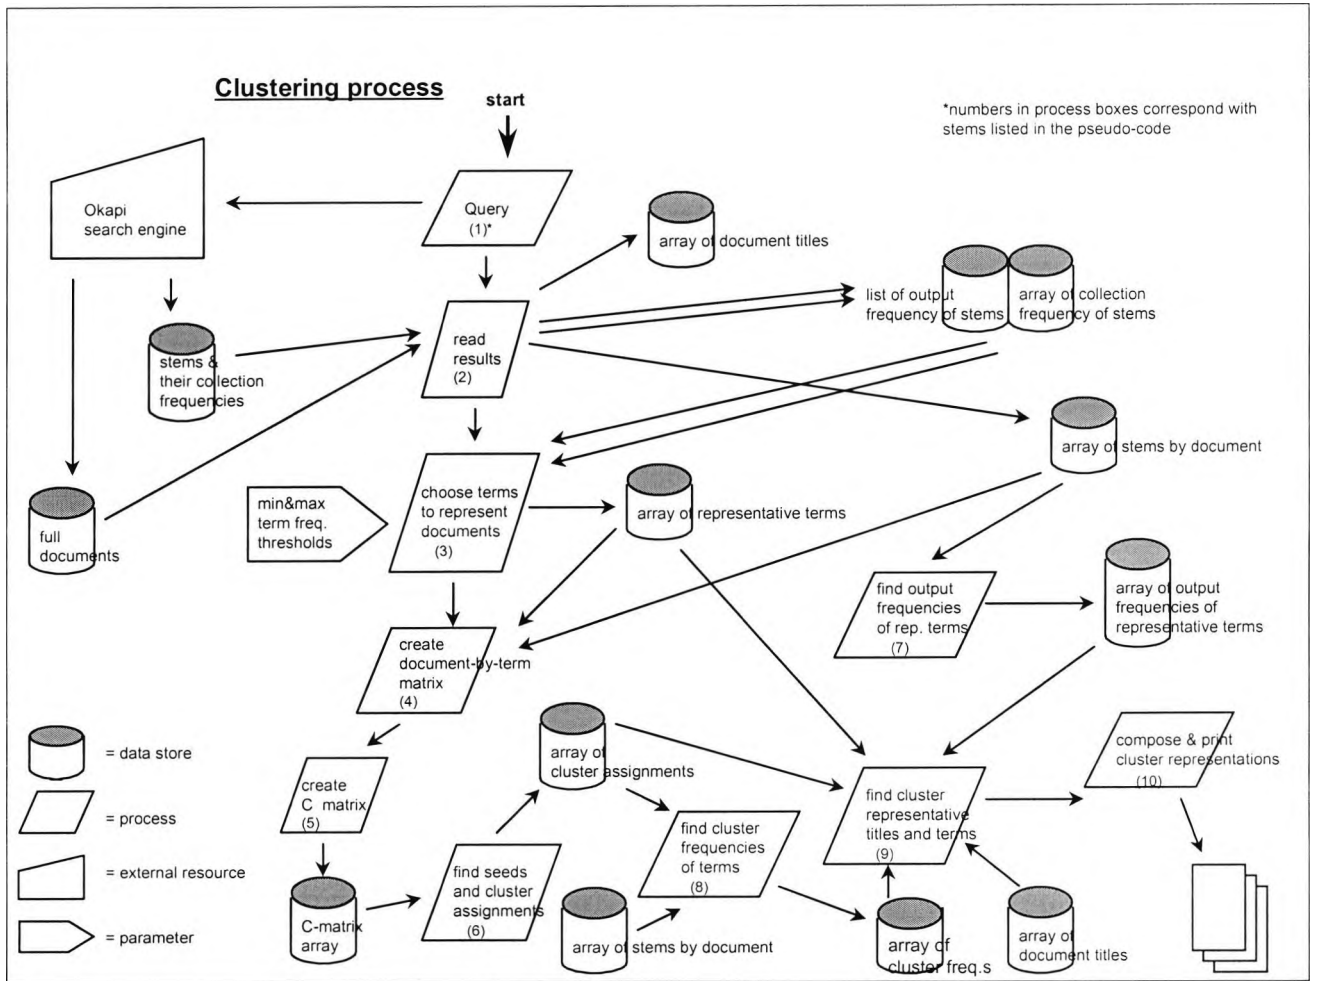 Clustering process
start
*numbers in process boxes correspond with
stems listed in the pseudo-code
Okapi
search engine
Query
(1)*
array of document titles
list of output
frequency of stems
array of collection
frequency of stems
read
results
(2)
stems &
their collection
frequencies
array of stems by document
full
documents
min&max
term freq.
thresholds
choose terms
to represent
documents
(3)
array of representative terms
find output
frequencies
of rep. terms
(7)
array of output
frequencies of
representative terms
create
document-by-term
matrix
(4)
array of
cluster assignments
compose & print
cluster representations
(10)
= data store
create
C matrix
(5)
find cluster
representative
titles and terms
(9)
= process
find cluster
frequencies
of terms
(8)
= external resource
find seeds
and cluster
assignments
(6)
C-matrix
array
= parameter
array of stems by document
array of
cluster freq.s
array of
document titles